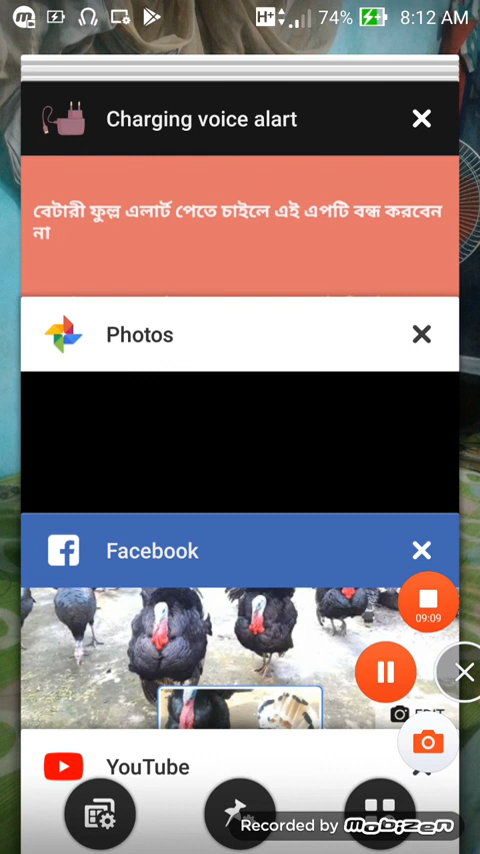 H+ 74% 8:12 AM
Charging voice alart
বেটারী ফুল্ল এলার্ট পেতে চাইলে এই এপটি বন্ধ করবেন
না
Photos
Facebook
09:09
EDIT
YouTube
Recorded by mobizen